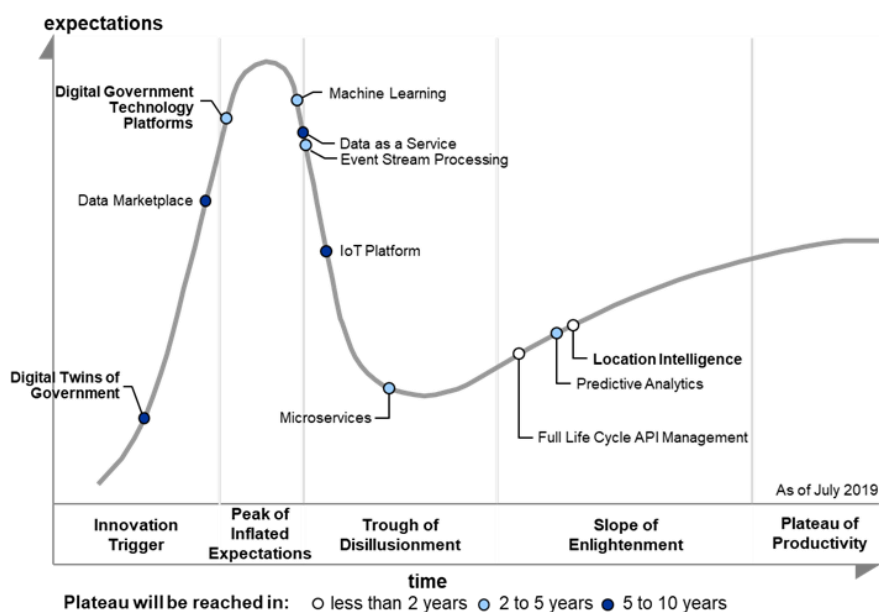 expectations
Digital Government
Technology
Platforms
Machine Learning
Data as a Service
Event Stream Processing
Data Marketplace
IoT Platform
Location Intelligence
Digital Twins of
Government
Predictive Analytics
Microservices
Full Life Cycle API Management
As of July 2019
Innovation
Trigger
Peak of
Inflated
Expectations
Trough of
Disillusionment
Slope of
Enlightenment
Plateau of
Productivity
time
Plateau will be reached in: less than 2 years 2 to 5 years 5 to 10 years